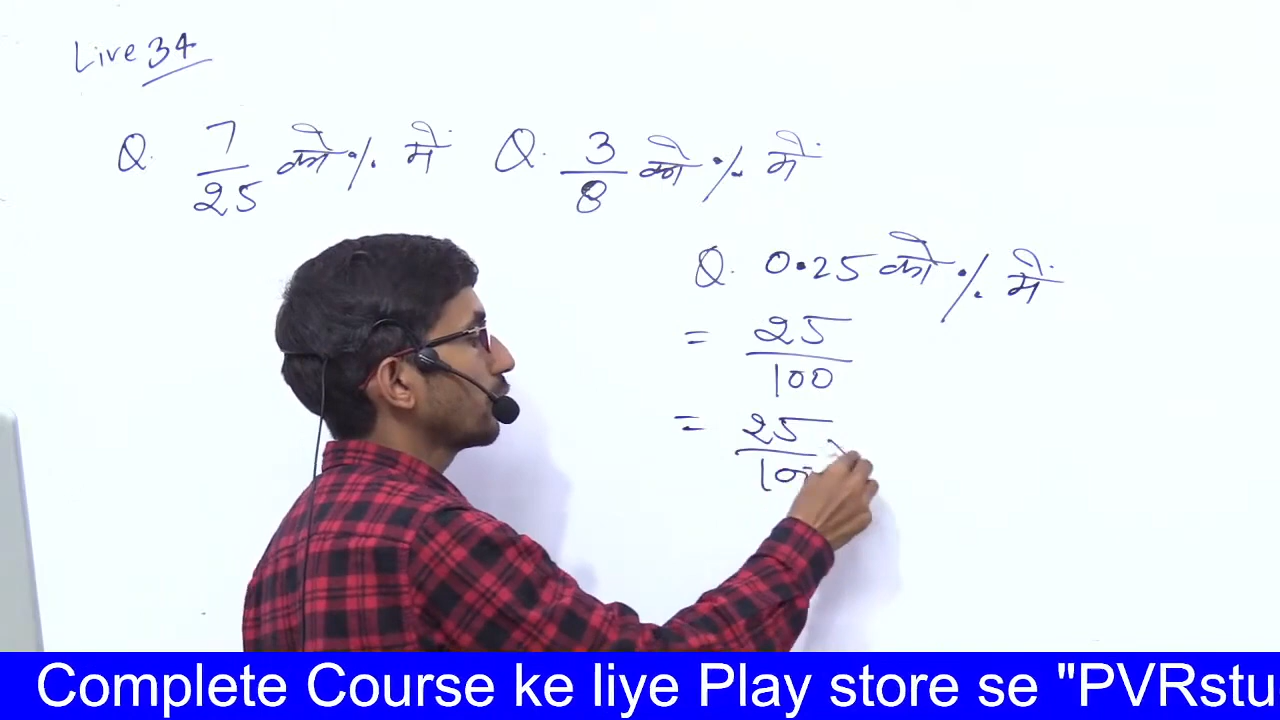 Live 34
Q. 7/25 को % में Q. 3/8 को % में
Q. 0.25 को % में
= 25/100
= 25/100 ×
Complete Course ke liye Play store se "PVRstu